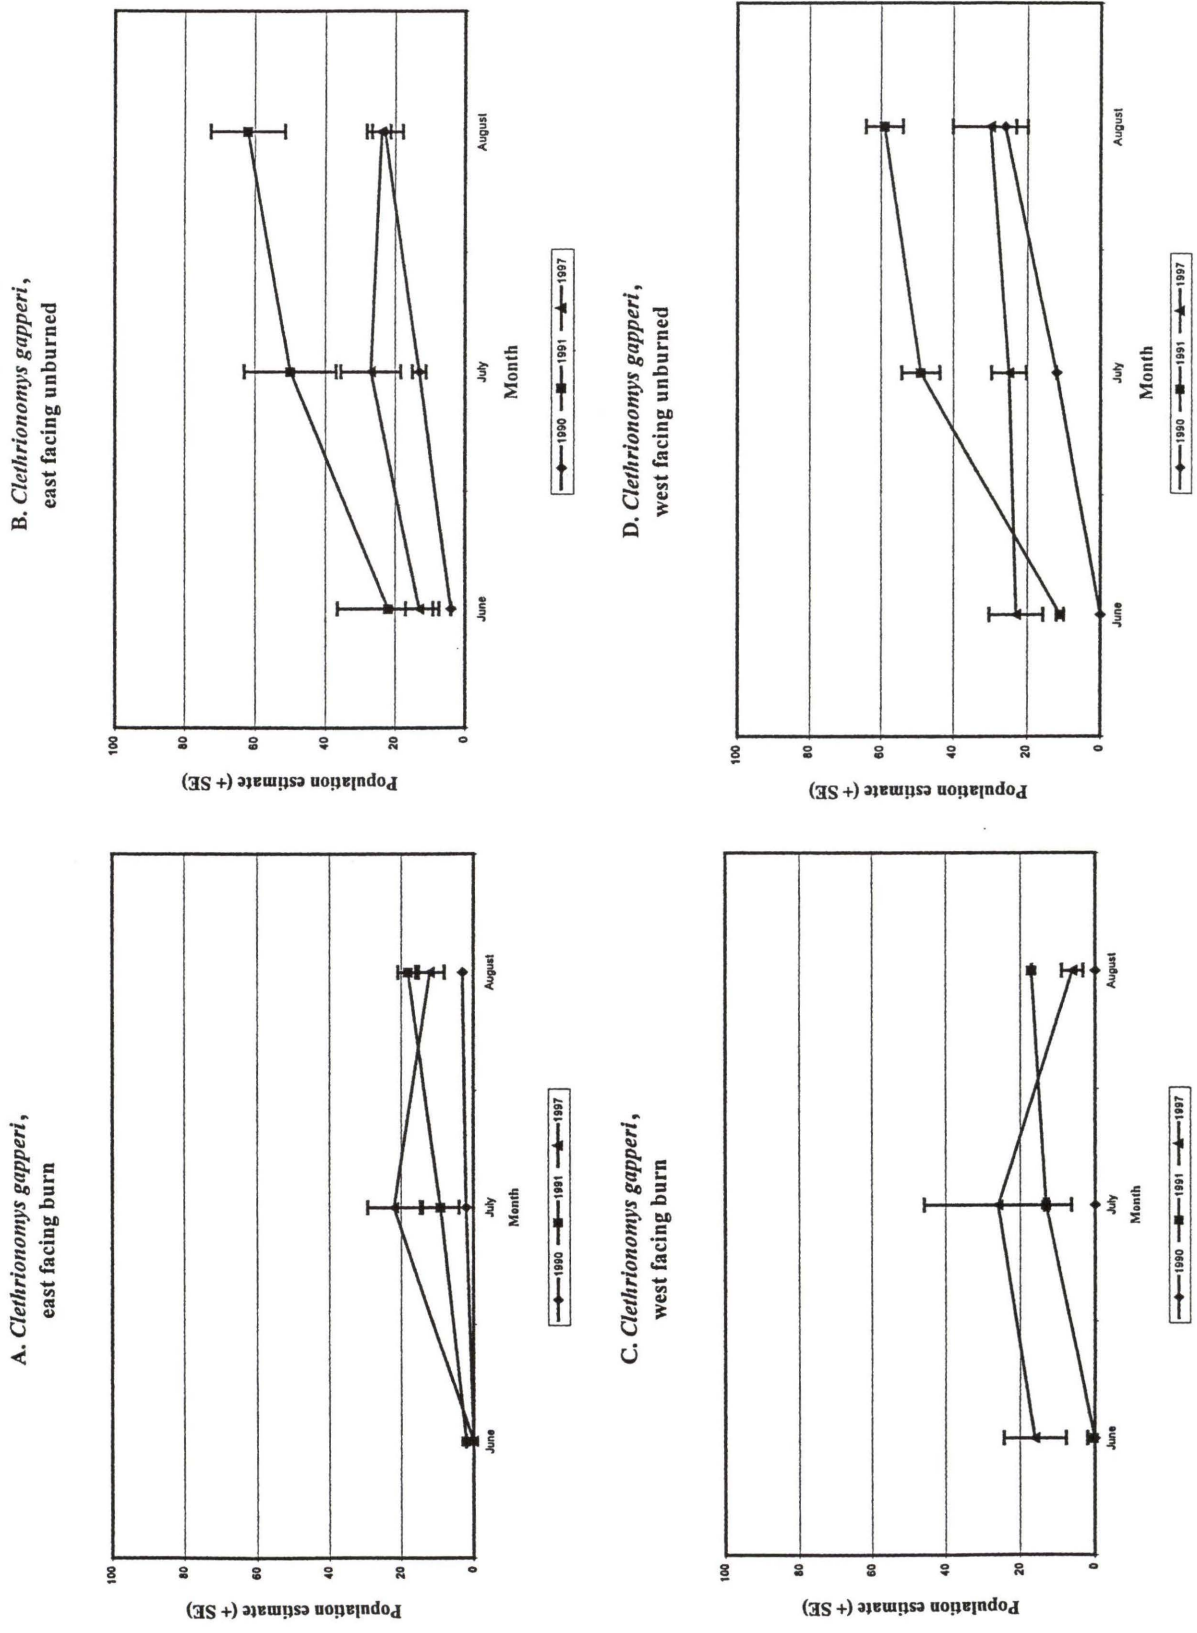 A. Clethrionomys gapperi,
east facing burn
Population estimate (+ SE)
100
80
60
40
20
0
June
July
August
Month
1990 1991 1997
B. Clethrionomys gapperi,
east facing unburned
Population estimate (+ SE)
100
80
60
40
20
0
June
July
August
Month
1990 1991 1997
C. Clethrionomys gapperi,
west facing burn
Population estimate (+ SE)
100
80
60
40
20
0
June
July
August
Month
1990 1991 1997
D. Clethrionomys gapperi,
west facing unburned
Population estimate (+ SE)
100
80
60
40
20
0
June
July
August
Month
1990 1991 1997